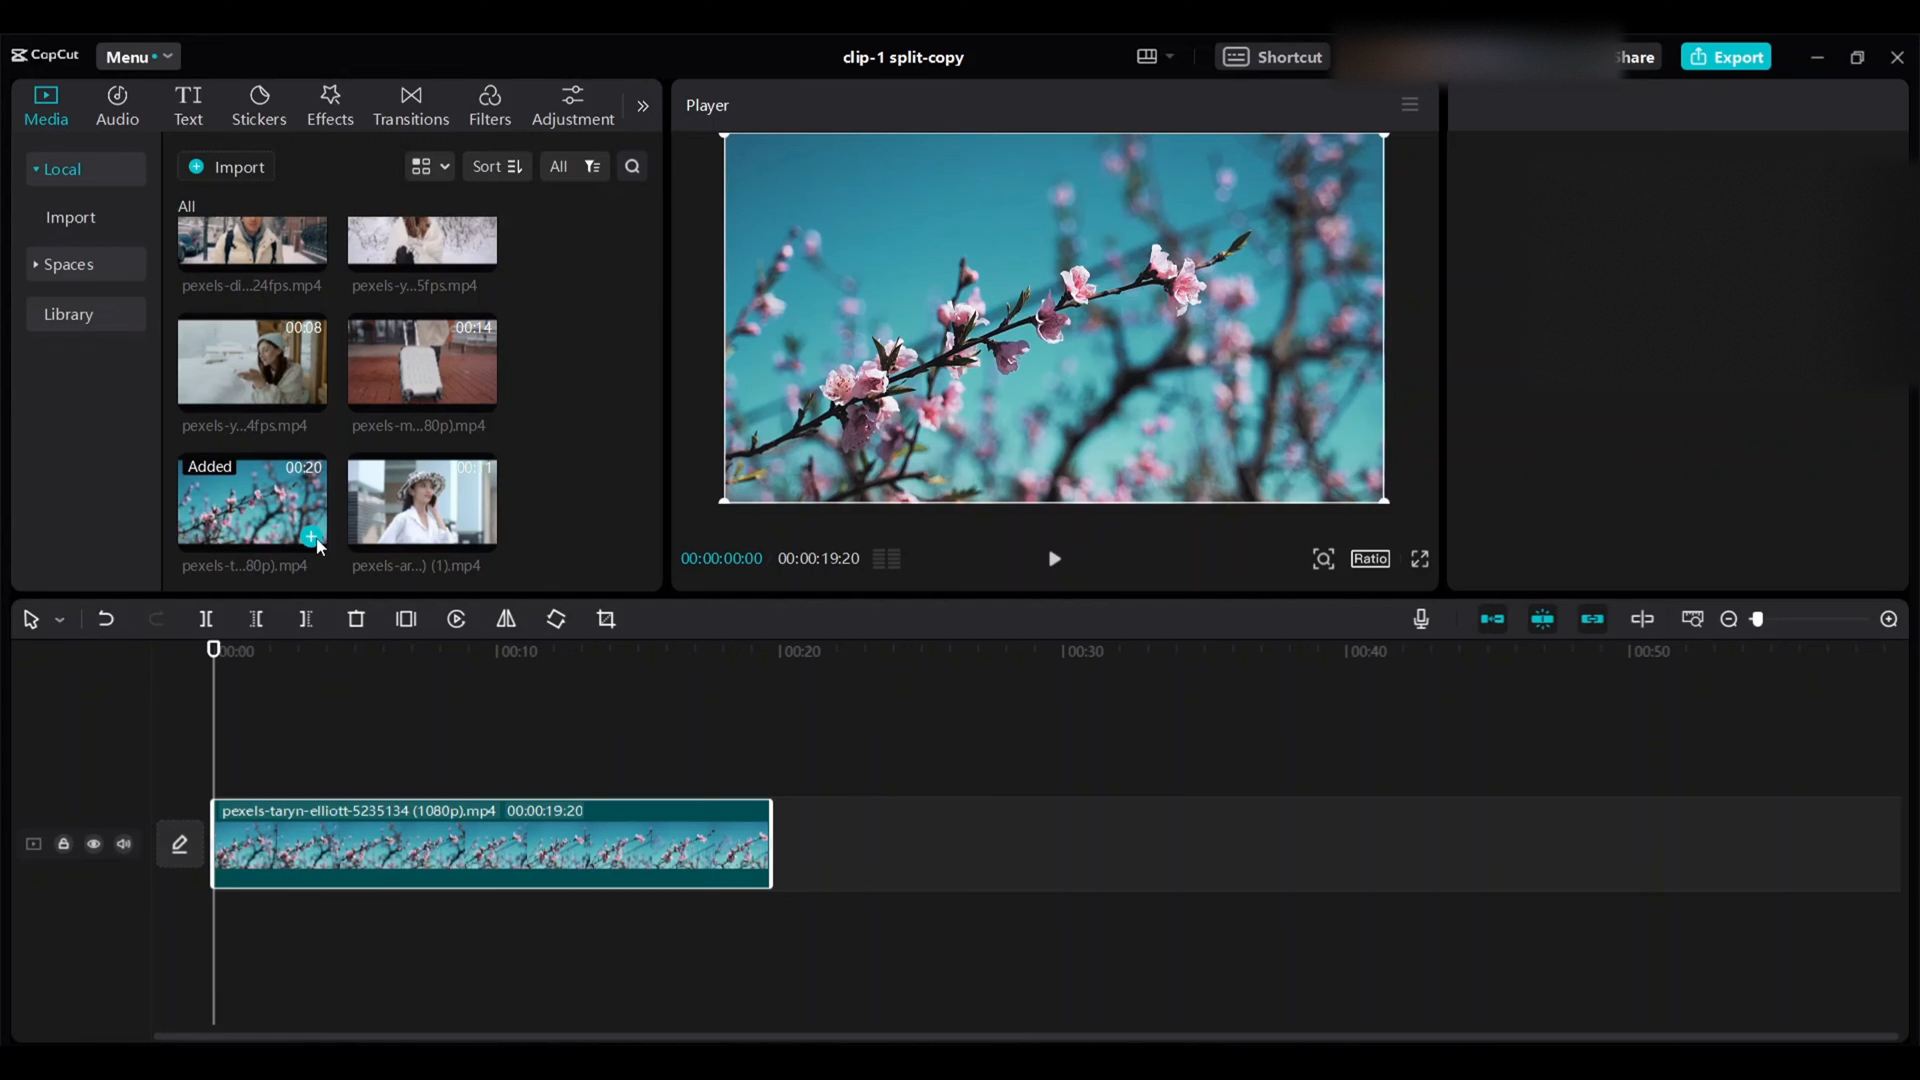 CapCut
Menu
clip-1 split-copy
Shortcut
Share
Export
Media
Audio
TI Text
Stickers
Effects
Transitions
Filters
Adjustment
Player
Local
Import
Spaces
Library
Import
Sort
All
All
pexels-di...24fps.mp4
pexels-y...5fps.mp4
00:08
00:14
pexels-y...4fps.mp4
pexels-m...80p).mp4
Added
00:20
00:11
pexels-t...80p).mp4
pexels-ar...) (1).mp4
00:00:00:00
00:00:19:20
Ratio
00:00
00:10
00:20
00:30
00:40
00:50
pexels-taryn-elliott-5235134 (1080p).mp4 00:00:19:20